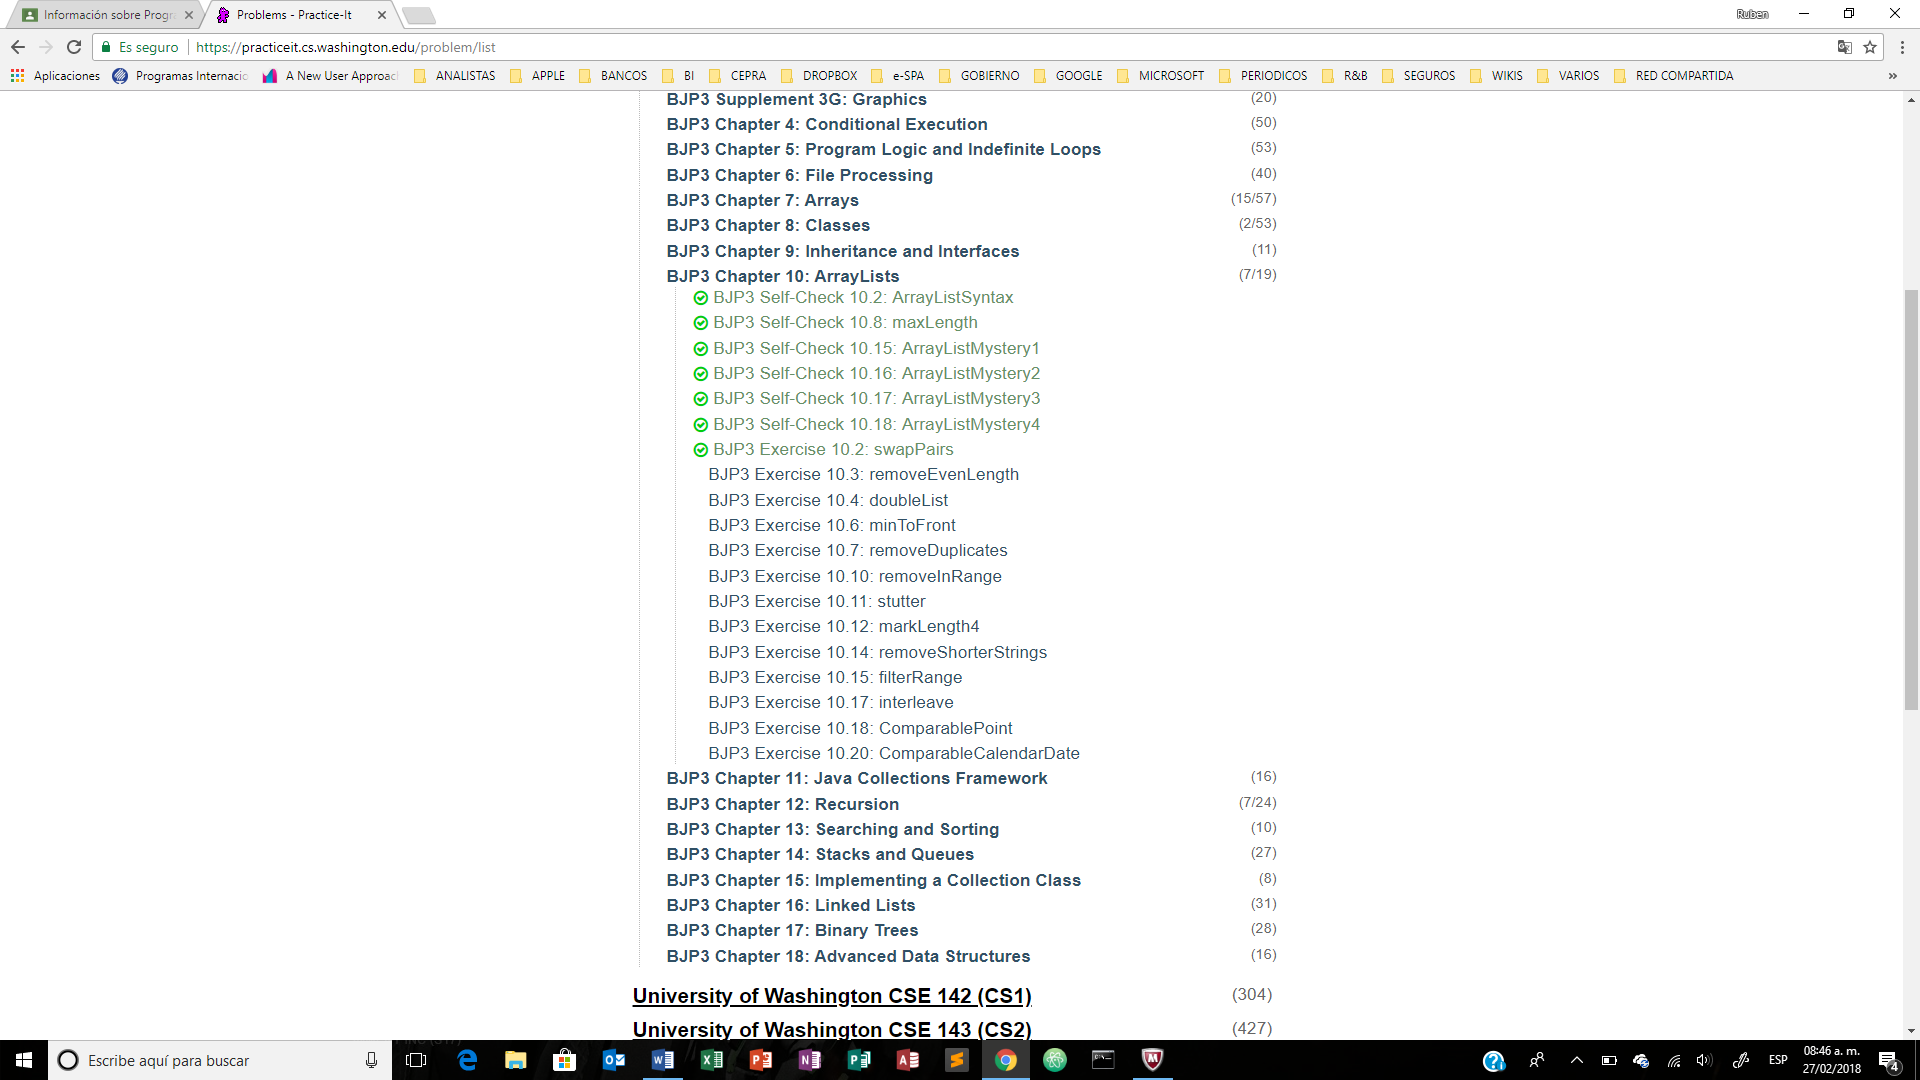 Información sobre Progra
Problems - Practice-It
Ruben
Es seguro
https://practiceit.cs.washington.edu/problem/list
Aplicaciones
Programas Internacio
A New User Approach
ANALISTAS
APPLE
BANCOS
BI
CEPRA
DROPBOX
e-SPA
GOBIERNO
GOOGLE
MICROSOFT
PERIODICOS
R&B
SEGUROS
WIKIS
VARIOS
RED COMPARTIDA
»
BJP3 Supplement 3G: Graphics (20)
BJP3 Chapter 4: Conditional Execution (50)
BJP3 Chapter 5: Program Logic and Indefinite Loops (53)
BJP3 Chapter 6: File Processing (40)
BJP3 Chapter 7: Arrays (15/57)
BJP3 Chapter 8: Classes (2/53)
BJP3 Chapter 9: Inheritance and Interfaces (11)
BJP3 Chapter 10: ArrayLists (7/19)
BJP3 Self-Check 10.2: ArrayListSyntax
BJP3 Self-Check 10.8: maxLength
BJP3 Self-Check 10.15: ArrayListMystery1
BJP3 Self-Check 10.16: ArrayListMystery2
BJP3 Self-Check 10.17: ArrayListMystery3
BJP3 Self-Check 10.18: ArrayListMystery4
BJP3 Exercise 10.2: swapPairs
BJP3 Exercise 10.3: removeEvenLength
BJP3 Exercise 10.4: doubleList
BJP3 Exercise 10.6: minToFront
BJP3 Exercise 10.7: removeDuplicates
BJP3 Exercise 10.10: removeInRange
BJP3 Exercise 10.11: stutter
BJP3 Exercise 10.12: markLength4
BJP3 Exercise 10.14: removeShorterStrings
BJP3 Exercise 10.15: filterRange
BJP3 Exercise 10.17: interleave
BJP3 Exercise 10.18: ComparablePoint
BJP3 Exercise 10.20: ComparableCalendarDate
BJP3 Chapter 11: Java Collections Framework (16)
BJP3 Chapter 12: Recursion (7/24)
BJP3 Chapter 13: Searching and Sorting (10)
BJP3 Chapter 14: Stacks and Queues (27)
BJP3 Chapter 15: Implementing a Collection Class (8)
BJP3 Chapter 16: Linked Lists (31)
BJP3 Chapter 17: Binary Trees (28)
BJP3 Chapter 18: Advanced Data Structures (16)
University of Washington CSE 142 (CS1) (304)
University of Washington CSE 143 (CS2) (427)
Escribe aquí para buscar
ESP
08:46 a. m.
27/02/2018
4